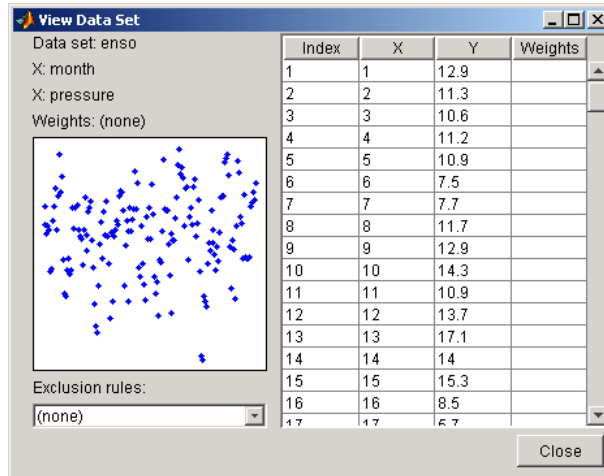 View Data Set
Data set: enso
X: month
X: pressure
Weights: (none)
Exclusion rules:
(none)
Index X Y Weights
1 1 12.9
2 2 11.3
3 3 10.6
4 4 11.2
5 5 10.9
6 6 7.5
7 7 7.7
8 8 11.7
9 9 12.9
10 10 14.3
11 11 10.9
12 12 13.7
13 13 17.1
14 14 14
15 15 15.3
16 16 8.5
17 17 5.7
Close